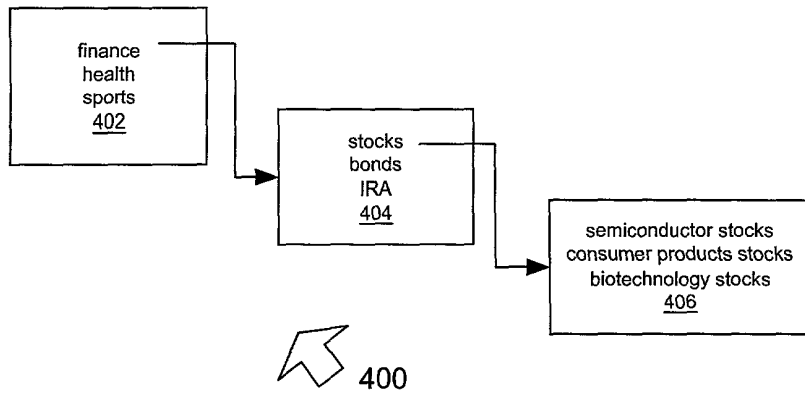 finance
health
sports
402
stocks
bonds
IRA
404
semiconductor stocks
consumer products stocks
biotechnology stocks
406
400